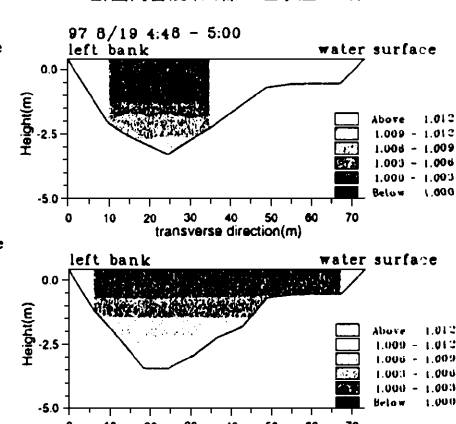 97 8/19 4:48 - 5:00
left bank water surface
0.0
Height(m)
-2.5
-5.0
0 10 20 30 40 50 60 70
transverse direction(m)
Above 1.012
1.009 - 1.012
1.006 - 1.009
1.003 - 1.006
1.000 - 1.003
Below 1.000
left bank water surface
0.0
Height(m)
-2.5
-5.0
Above 1.012
1.009 - 1.012
1.006 - 1.009
1.003 - 1.006
1.000 - 1.003
Below 1.000